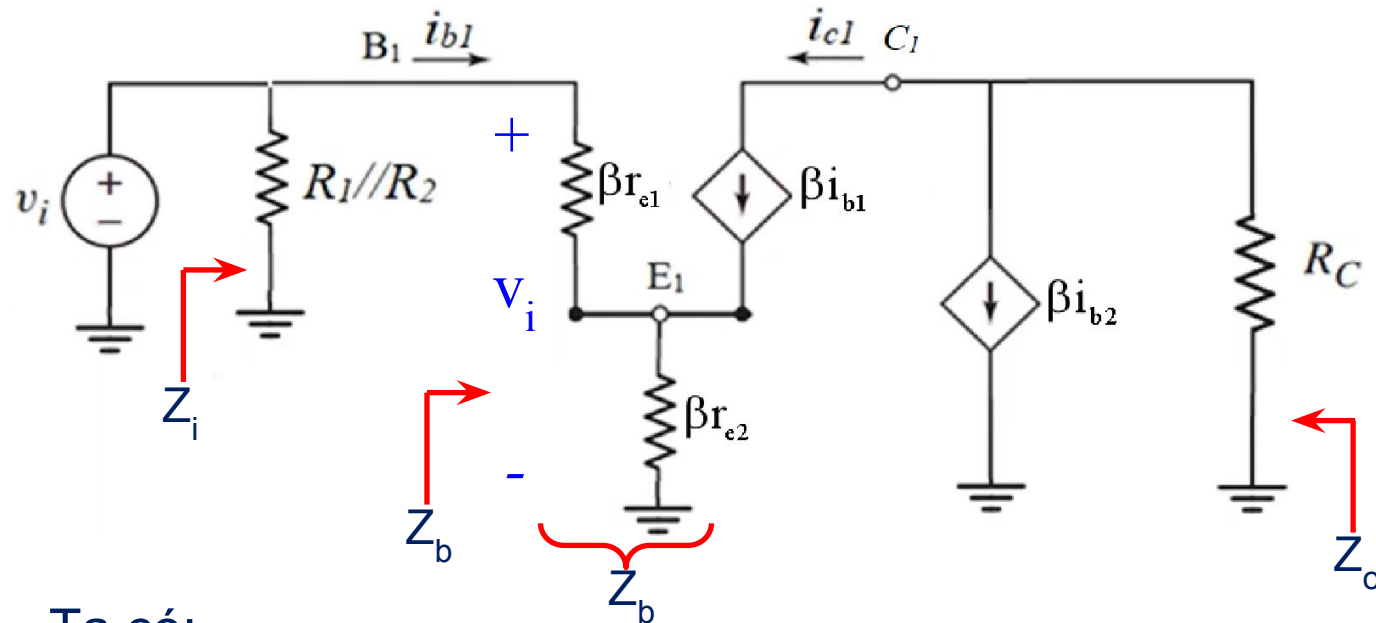 B₁ i_b1
i_c1 C₁
+
v_i + −
R₁//R₂
βr_e1
βi_b1
v_i
E₁
βi_b2
R_C
Z_i
βr_e2
-
Z_b
Z_b
Z_o
Ta có: